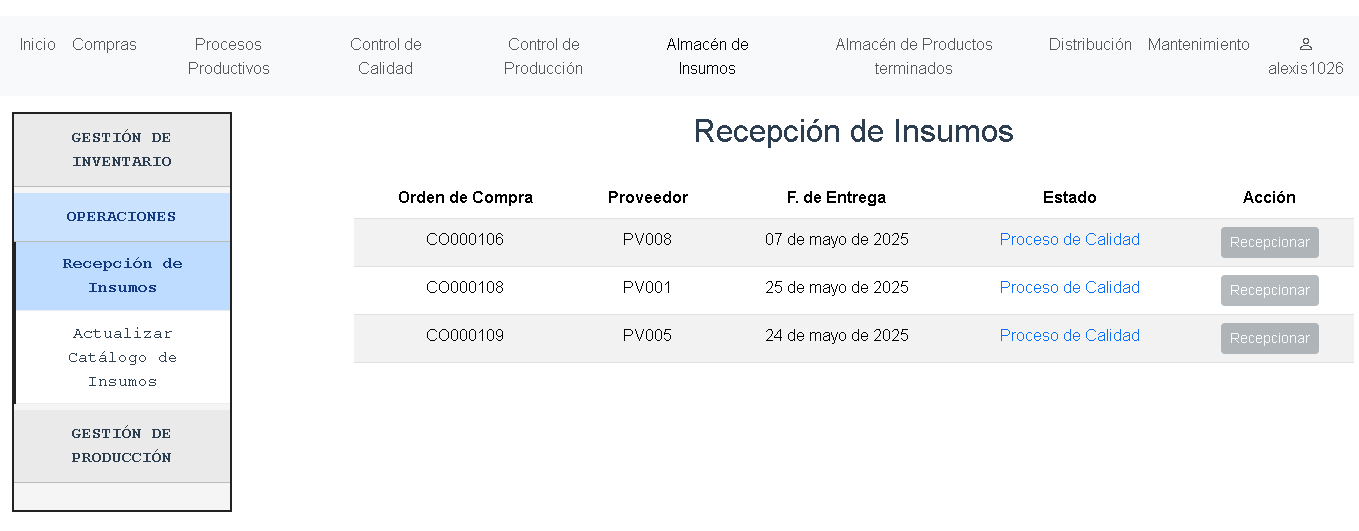 Inicio Compras Procesos Productivos Control de Calidad Control de Producción Almacén de Insumos Almacén de Productos terminados Distribución Mantenimiento alexis1026
GESTIÓN DE
INVENTARIO
OPERACIONES
Recepción de
Insumos
Actualizar
Catálogo de
Insumos
GESTIÓN DE
PRODUCCIÓN
Recepción de Insumos
Orden de Compra Proveedor F. de Entrega Estado Acción
CO000106 PV008 07 de mayo de 2025 Proceso de Calidad Recepcionar
CO000108 PV001 25 de mayo de 2025 Proceso de Calidad Recepcionar
CO000109 PV005 24 de mayo de 2025 Proceso de Calidad Recepcionar